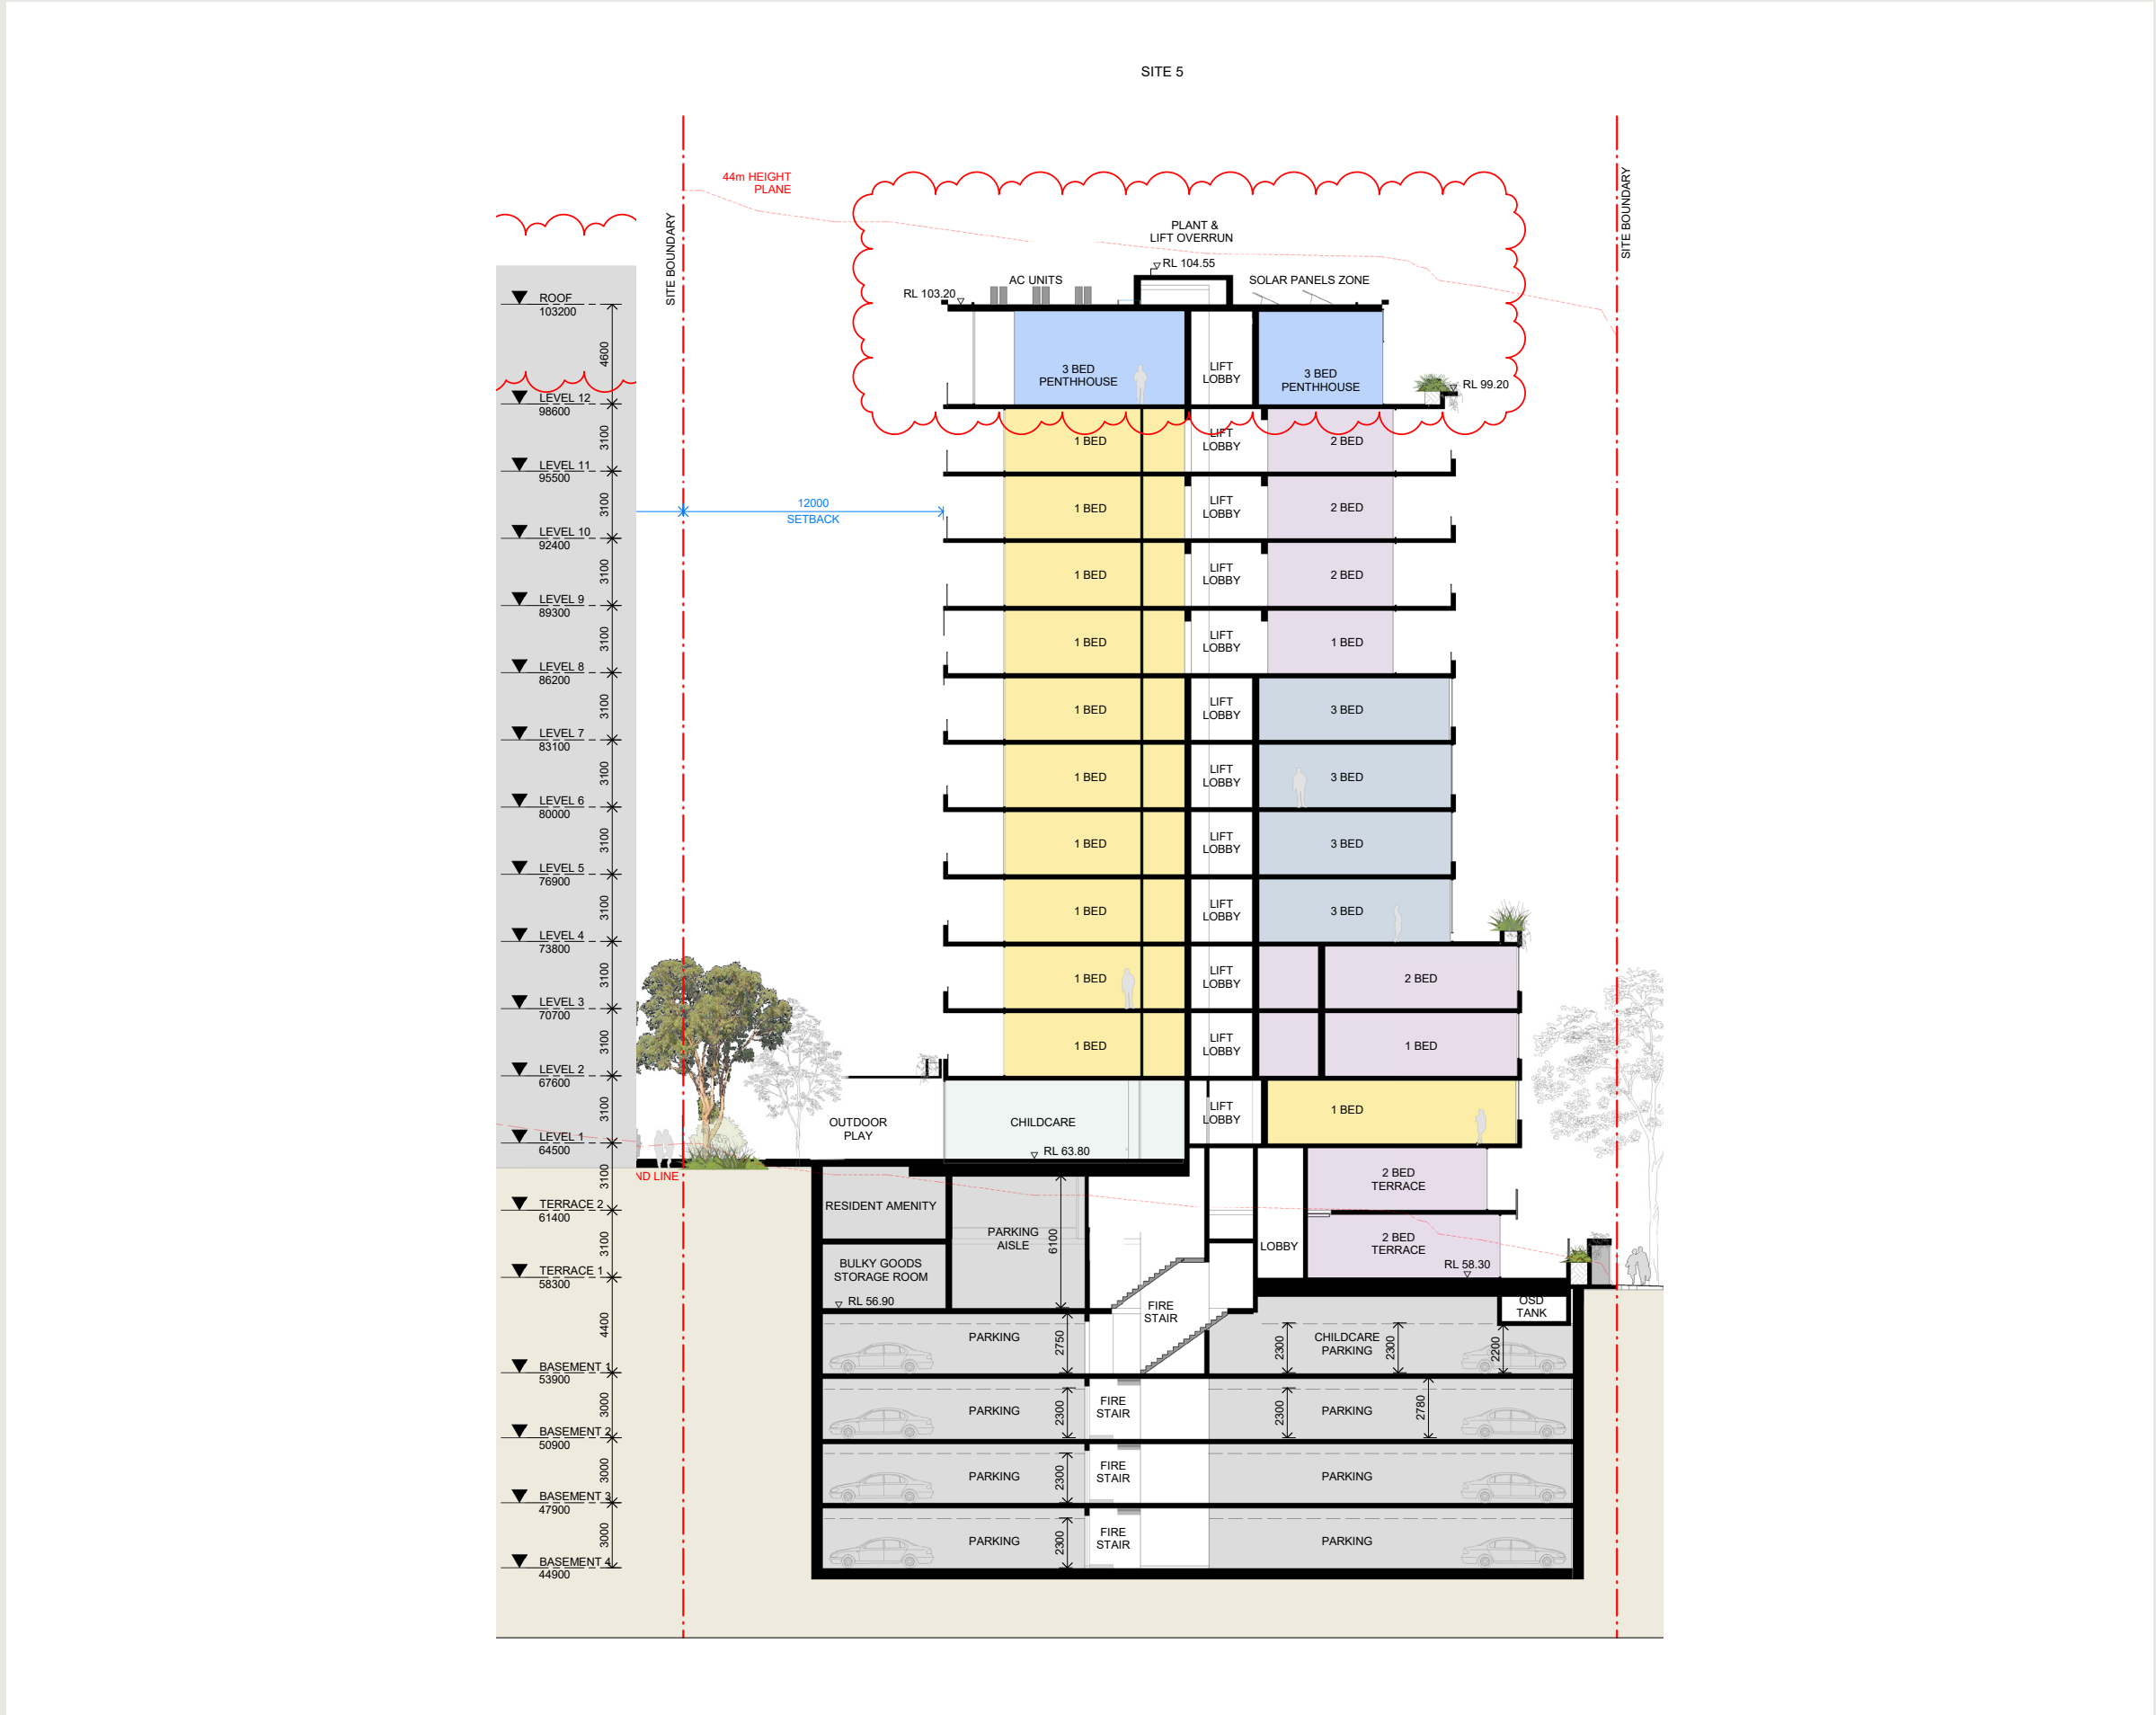 SITE 5
44m HEIGHT
PLANE
SITE BOUNDARY
SITE BOUNDARY
PLANT &
LIFT OVERRUN
RL 104.55
AC UNITS
SOLAR PANELS ZONE
RL 103.20
ROOF
103200
4600
3 BED
PENTHHOUSE
LIFT
LOBBY
3 BED
PENTHHOUSE
RL 99.20
LEVEL 12
98600
3100
1 BED
LIFT
LOBBY
2 BED
LEVEL 11
95500
3100
12000
SETBACK
1 BED
LIFT
LOBBY
2 BED
LEVEL 10
92400
3100
1 BED
LIFT
LOBBY
2 BED
LEVEL 9
89300
3100
1 BED
LIFT
LOBBY
1 BED
LEVEL 8
86200
3100
1 BED
LIFT
LOBBY
3 BED
LEVEL 7
83100
3100
1 BED
LIFT
LOBBY
3 BED
LEVEL 6
80000
3100
1 BED
LIFT
LOBBY
3 BED
LEVEL 5
76900
3100
1 BED
LIFT
LOBBY
3 BED
LEVEL 4
73800
3100
1 BED
LIFT
LOBBY
2 BED
LEVEL 3
70700
3100
1 BED
LIFT
LOBBY
1 BED
LEVEL 2
67600
3100
OUTDOOR
PLAY
CHILDCARE
LIFT
LOBBY
1 BED
LEVEL 1
64500
RL 63.80
3100
ND LINE
2 BED
TERRACE
RESIDENT AMENITY
TERRACE 2
61400
3100
PARKING
AISLE
6100
LOBBY
2 BED
TERRACE
BULKY GOODS
STORAGE ROOM
RL 58.30
TERRACE 1
58300
RL 56.90
4400
FIRE
STAIR
OSD
TANK
PARKING
2750
2300
CHILDCARE
PARKING
2300
2200
BASEMENT 1
53900
3000
PARKING
2300
FIRE
STAIR
2300
PARKING
2780
BASEMENT 2
50900
3000
PARKING
2300
FIRE
STAIR
PARKING
BASEMENT 3
47900
3000
PARKING
2300
FIRE
STAIR
PARKING
BASEMENT 4
44900